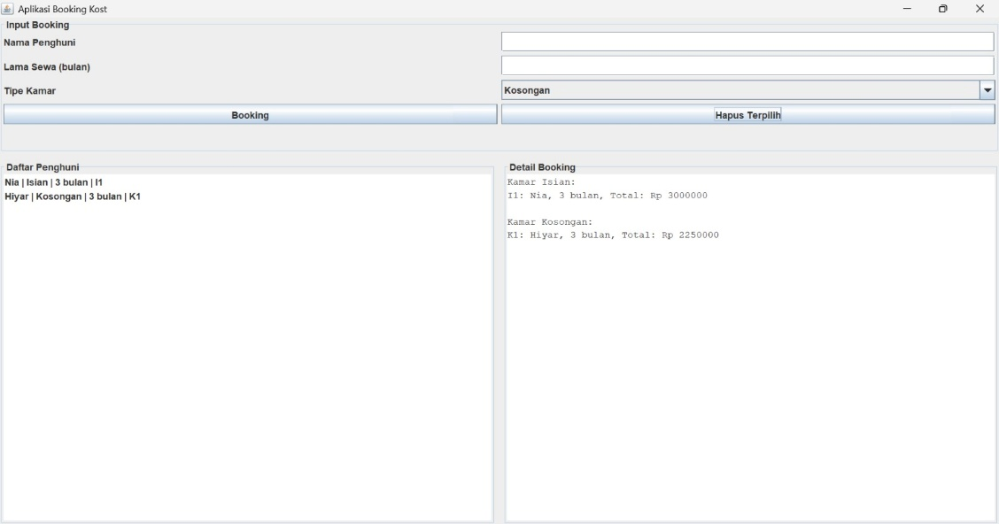 Aplikasi Booking Kost
Input Booking
Nama Penghuni
Lama Sewa (bulan)
Tipe Kamar
Kosongan
Booking
Hapus Terpilih
Daftar Penghuni
Nia | Isian | 3 bulan | I1
Hiyar | Kosongan | 3 bulan | K1
Detail Booking
Kamar Isian:
I1: Nia, 3 bulan, Total: Rp 3000000
Kamar Kosongan:
K1: Hiyar, 3 bulan, Total: Rp 2250000